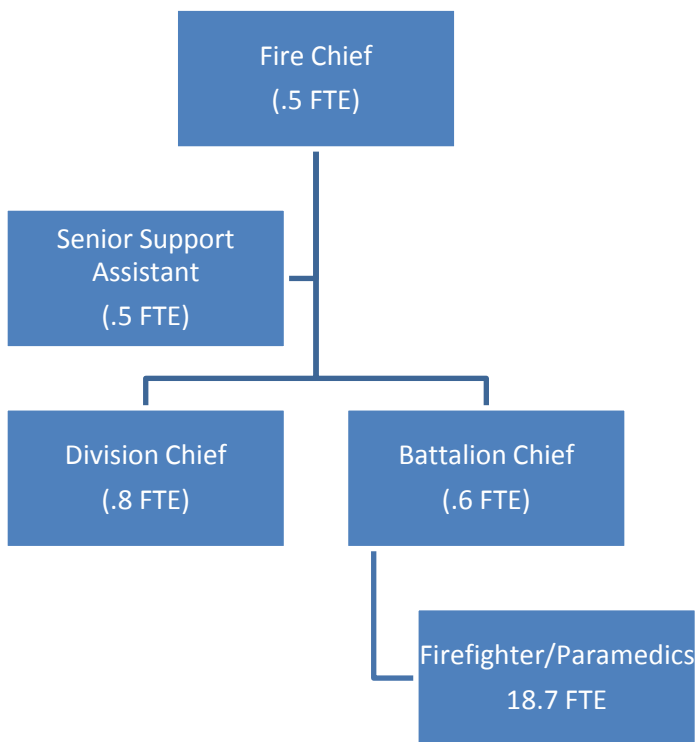 Fire Chief
(.5 FTE)
Senior Support
Assistant
(.5 FTE)
Division Chief
(.8 FTE)
Battalion Chief
(.6 FTE)
Firefighter/Paramedics
18.7 FTE